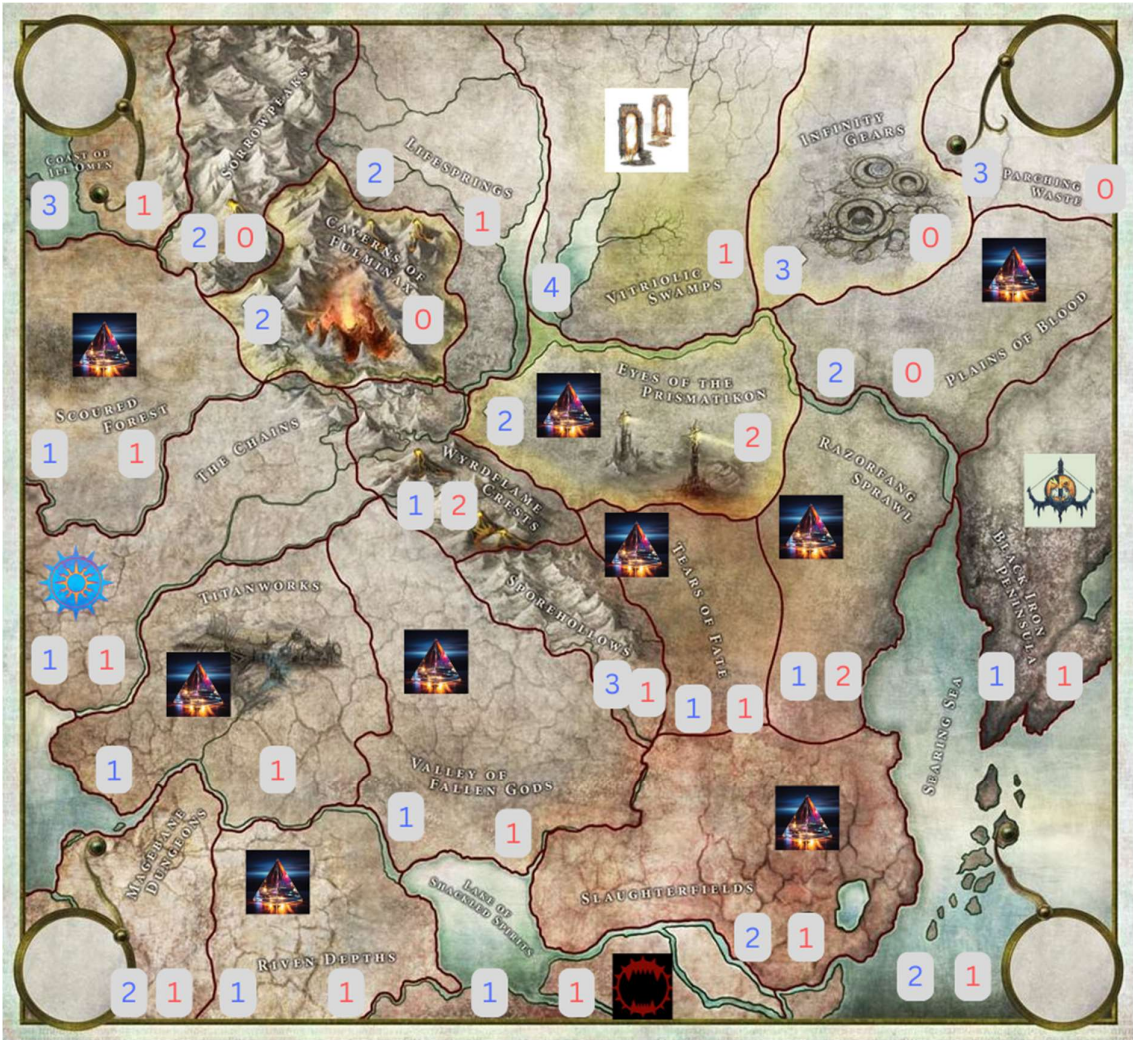 SORROWPEAKS
COAST OF
ILL OMEN
3
1
2
0
LIFESPRINGS
2
1
CAVERNS OF
FULMINAX
2
0
VITRIOLIC
SWAMPS
4
1
INFINITY
GEARS
3
0
PARCHING
WASTE
3
0
PLAINS OF BLOOD
2
0
SCOURED
FOREST
1
1
THE CHAINS
1
1
WYRDFLAME
CRESTS
1
2
EYES OF THE
PRISMATIKON
2
2
RAZORFANG
SPRAWL
1
2
BLACK IRON
PENINSULA
1
1
TITANWORKS
1
1
SPOREHOLLOWS
3
1
TEARS OF FATE
1
1
VALLEY OF
FALLEN GODS
1
1
SEARING SEA
2
1
MAGEBANE
DUNGEONS
2
1
RIVEN DEPTHS
1
1
LAKE OF
SHACKLED SPIRITS
1
1
SLAUGHTERFIELDS
2
1